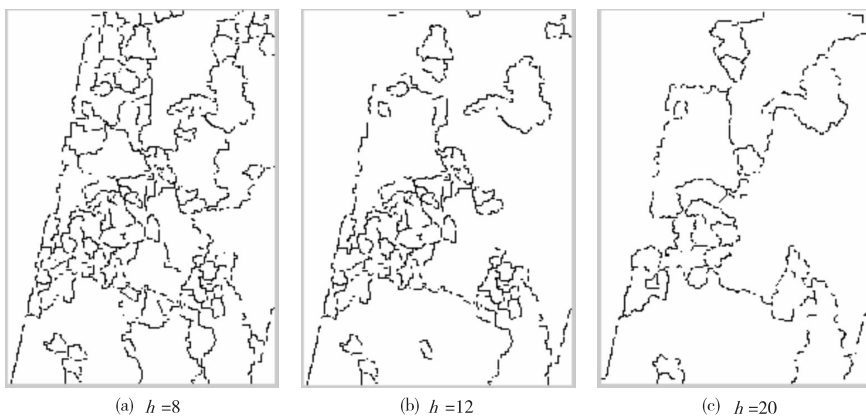 (a) h =8 (b) h =12 (c) h =20